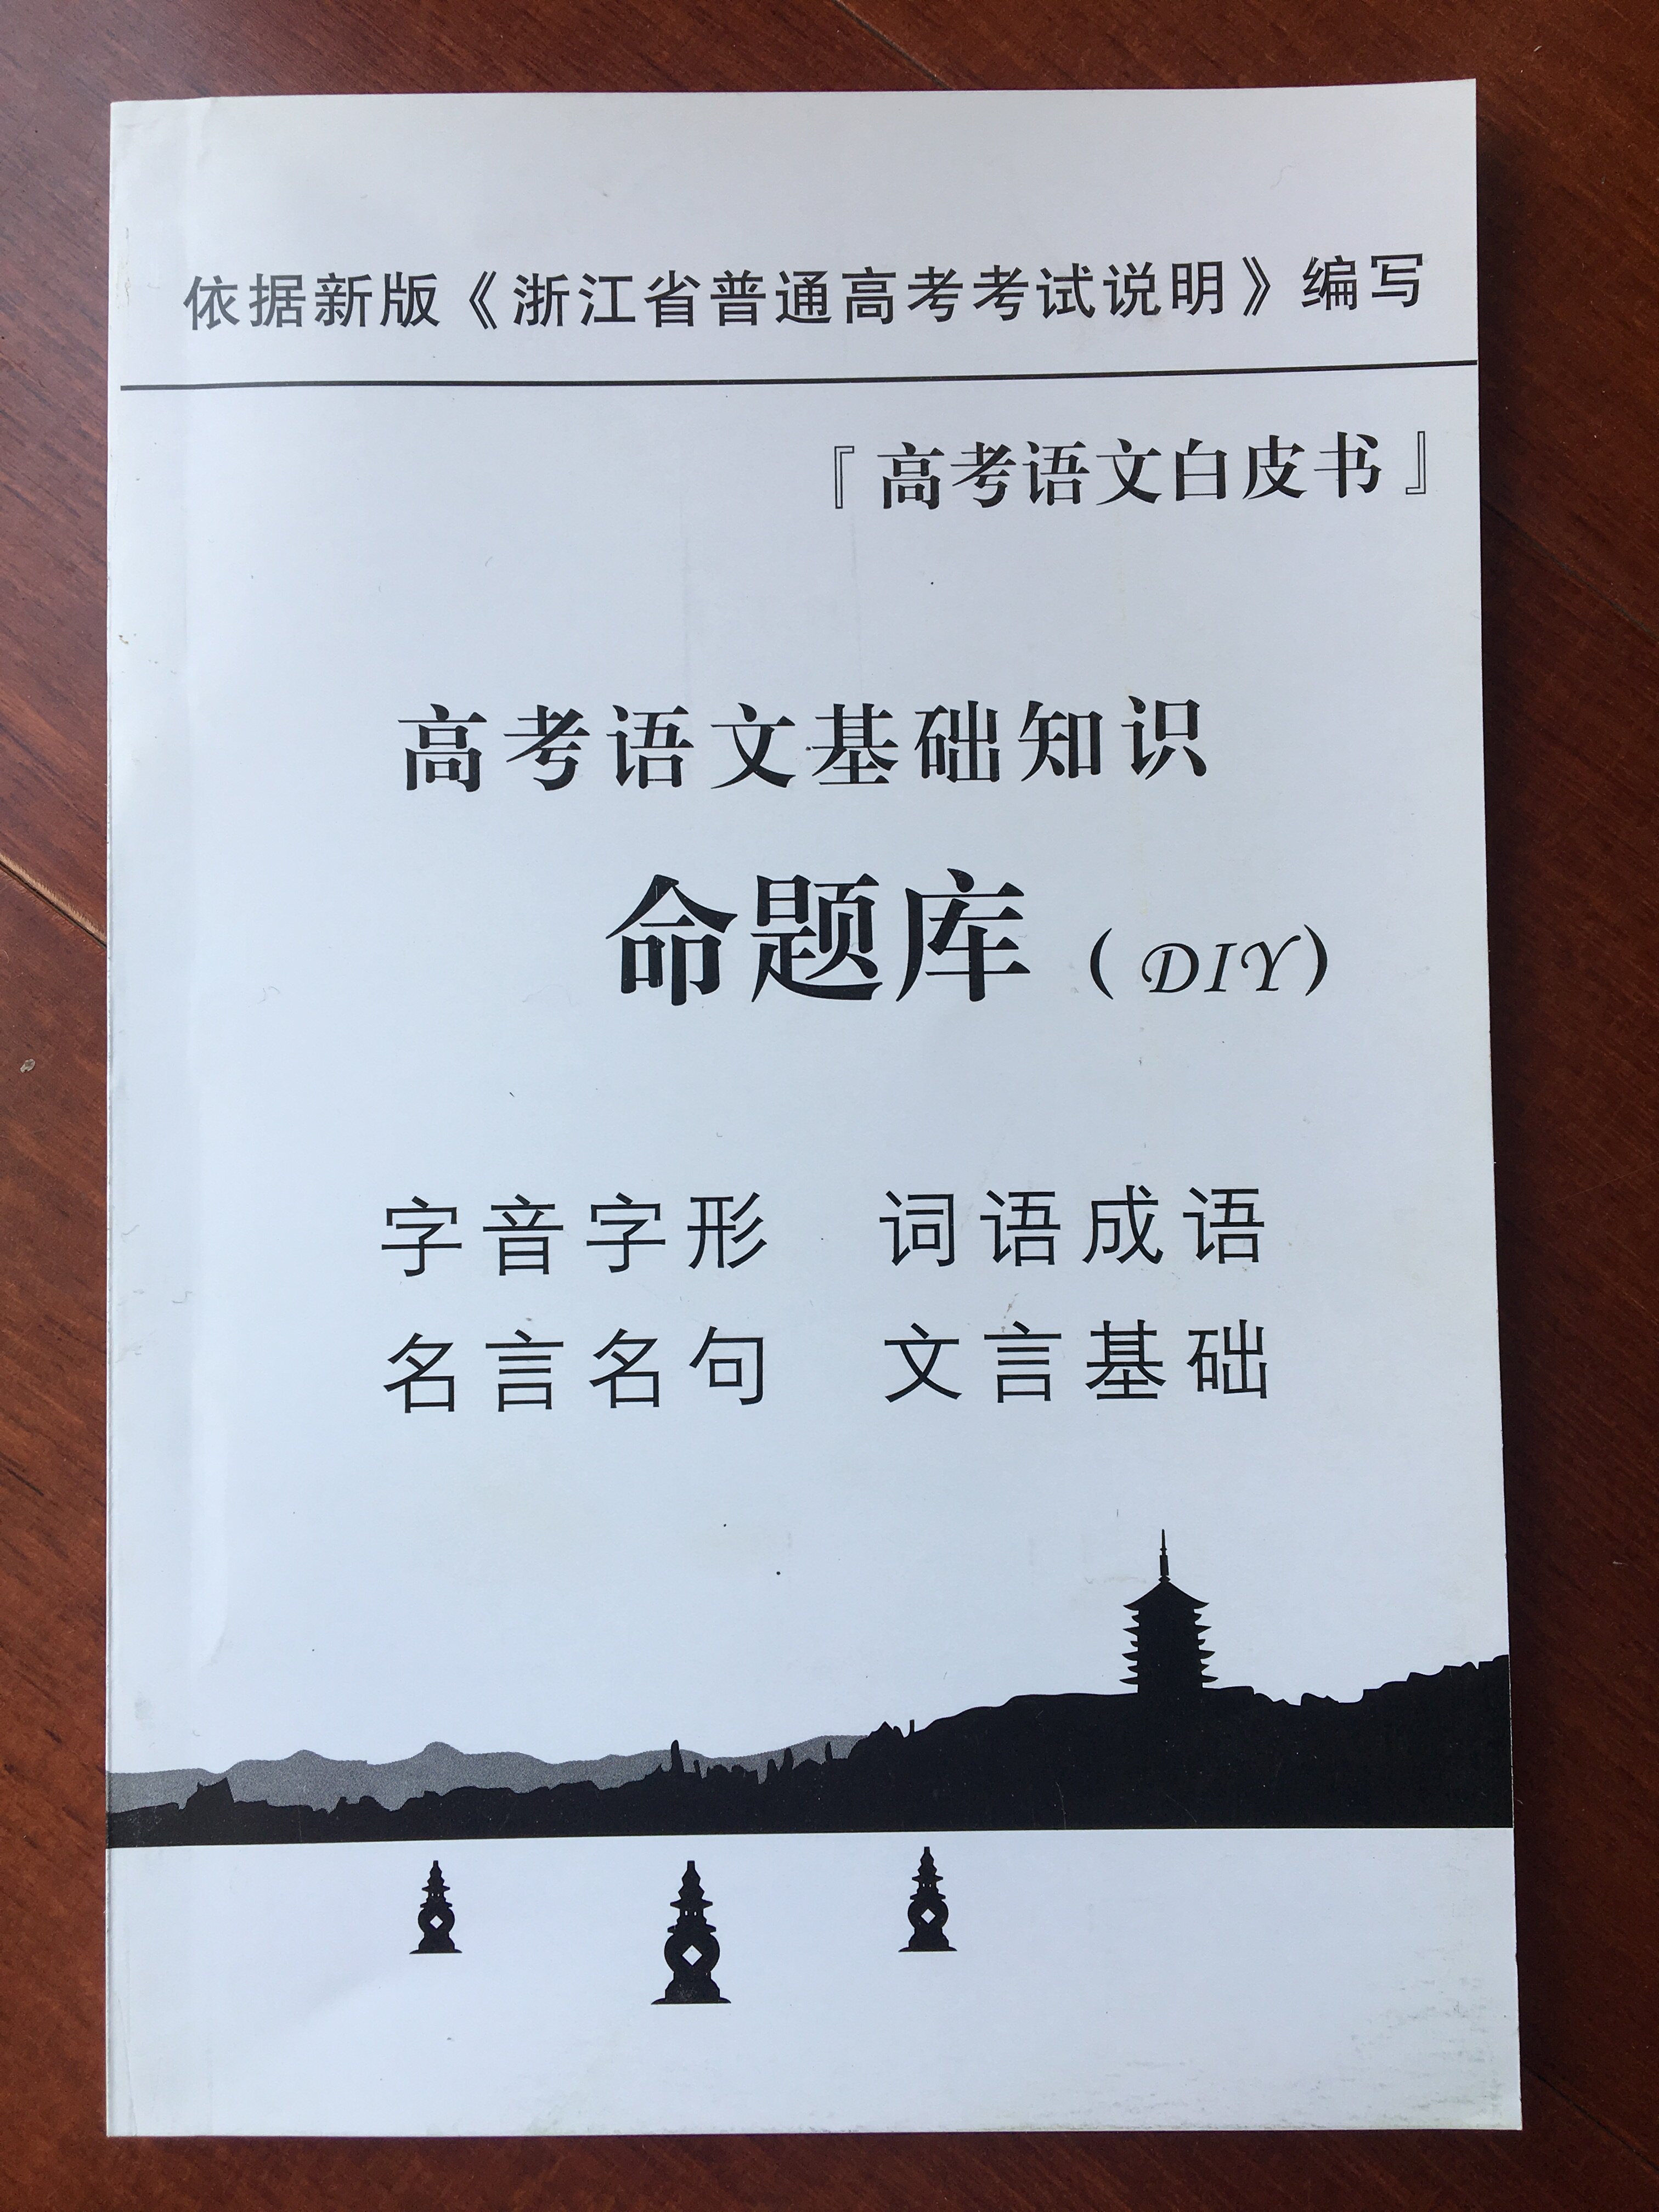 依据新版《浙江省普通高考考试说明》编写
『高考语文白皮书』
高考语文基础知识
命题库（DIY）
字音字形 词语成语
名言名句 文言基础